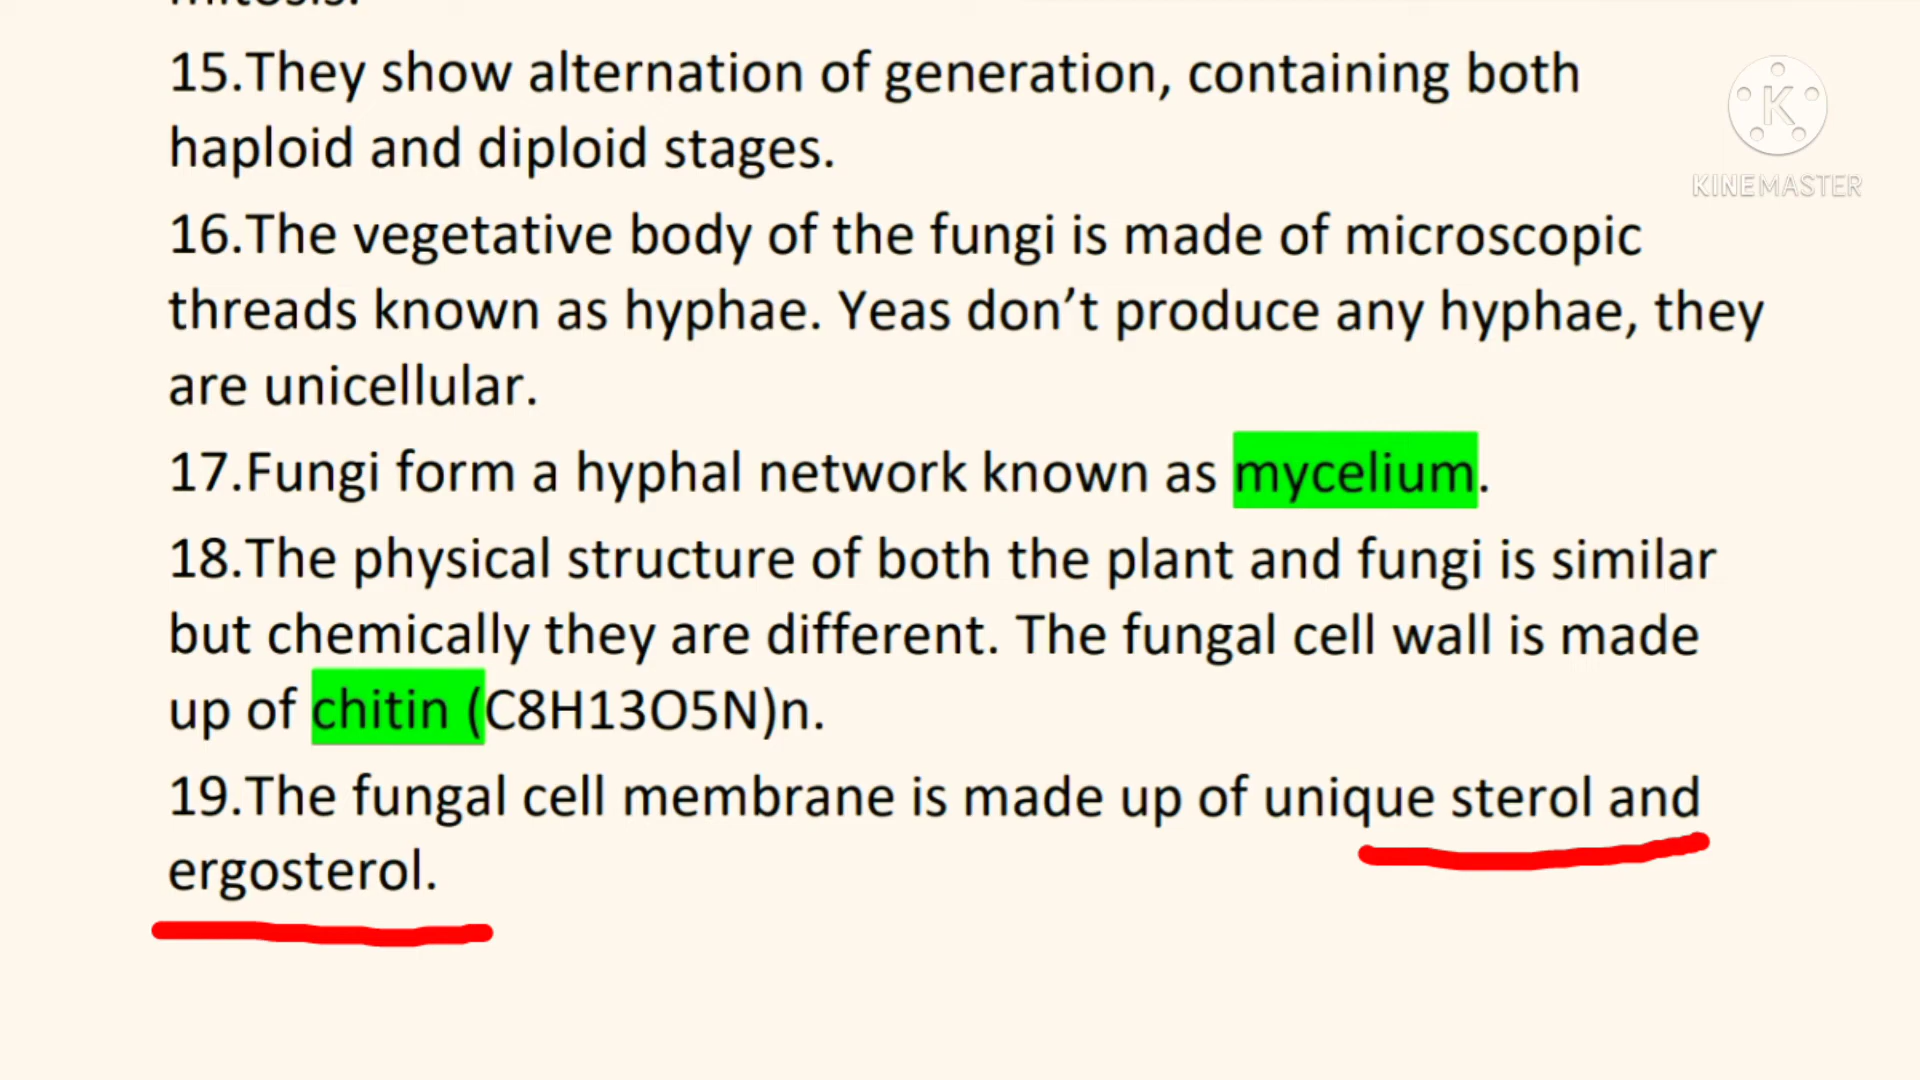 mitosis.
15.They show alternation of generation, containing both
haploid and diploid stages.
K
KINEMASTER
16.The vegetative body of the fungi is made of microscopic
threads known as hyphae. Yeas don’t produce any hyphae, they
are unicellular.
17.Fungi form a hyphal network known as mycelium.
18.The physical structure of both the plant and fungi is similar
but chemically they are different. The fungal cell wall is made
up of chitin (C8H13O5N)n.
19.The fungal cell membrane is made up of unique sterol and
ergosterol.